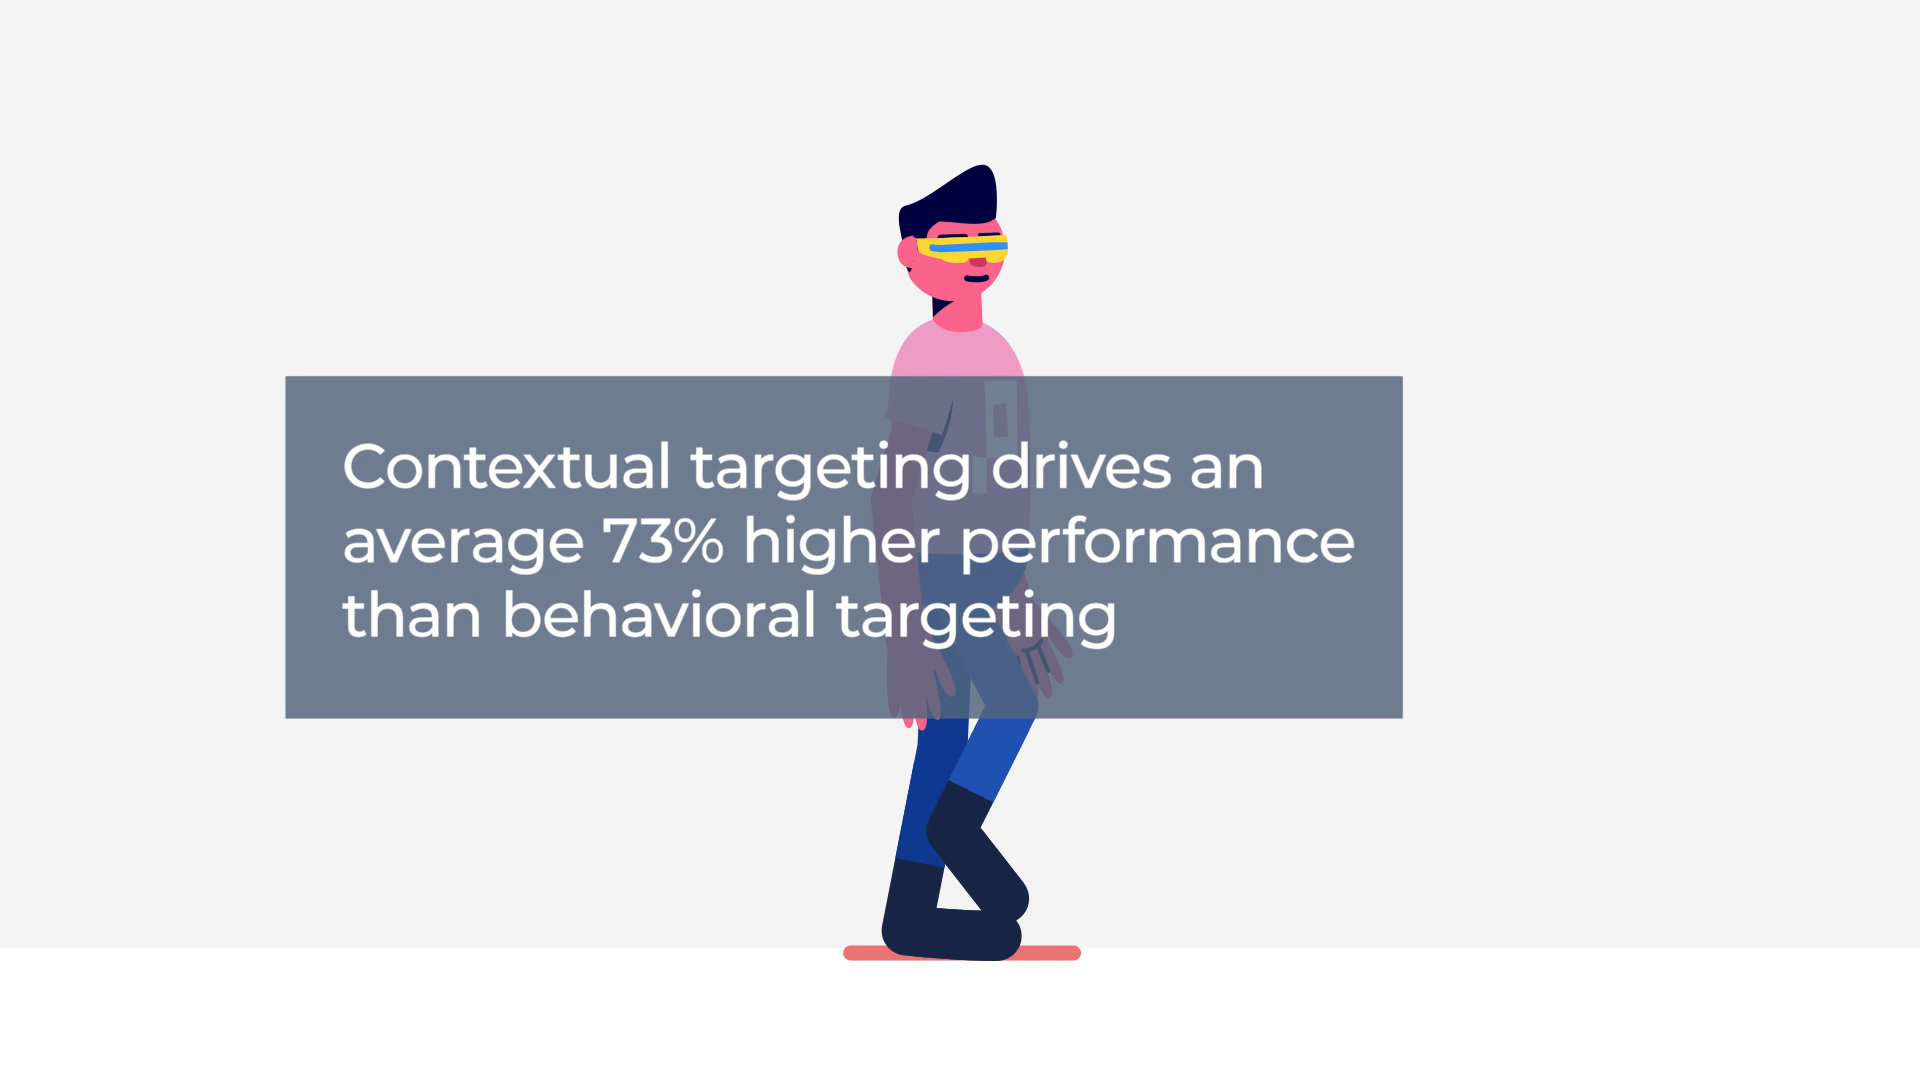 Contextual targeting drives an
average 73% higher performance
than behavioral targeting